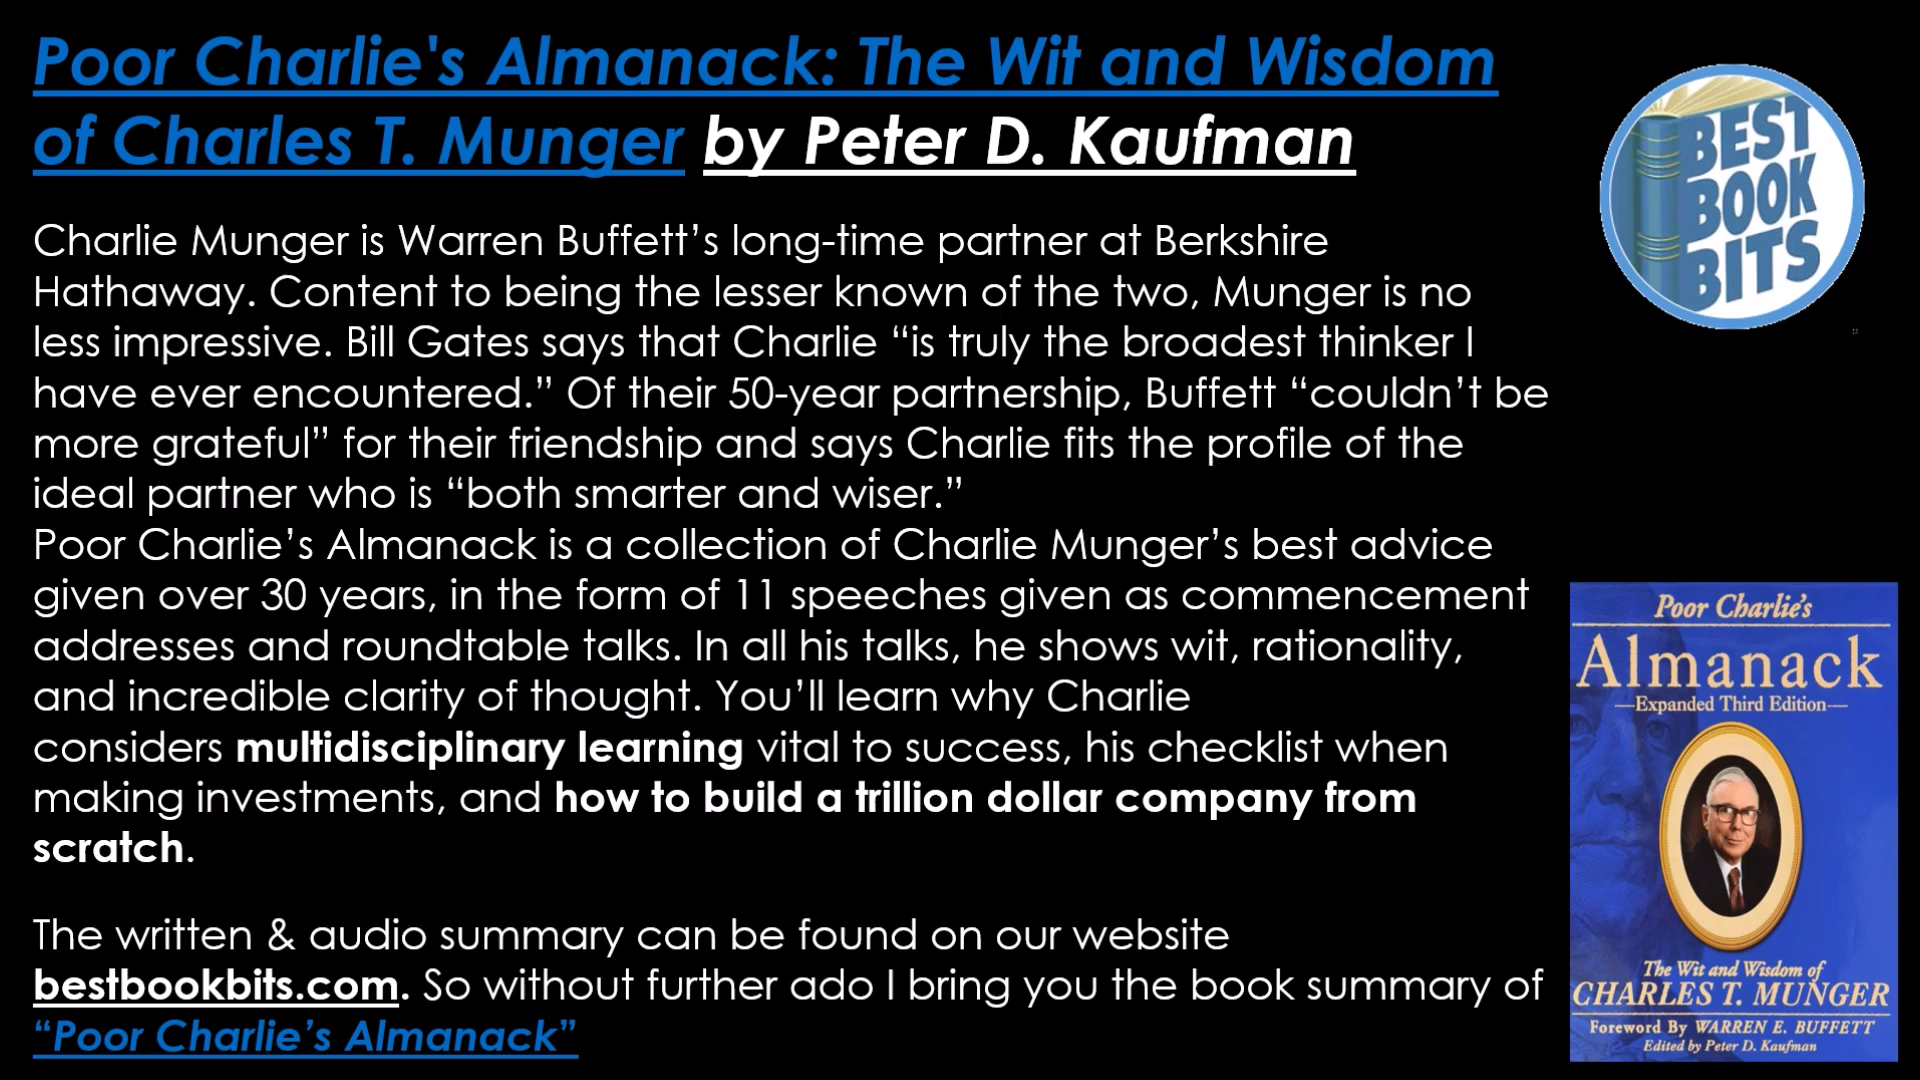 Poor Charlie's Almanack: The Wit and Wisdom
of Charles T. Munger by Peter D. Kaufman
Charlie Munger is Warren Buffett’s long-time partner at Berkshire
Hathaway. Content to being the lesser known of the two, Munger is no
less impressive. Bill Gates says that Charlie “is truly the broadest thinker I
have ever encountered.” Of their 50-year partnership, Buffett “couldn’t be
more grateful” for their friendship and says Charlie fits the profile of the
ideal partner who is “both smarter and wiser.”
Poor Charlie’s Almanack is a collection of Charlie Munger’s best advice
given over 30 years, in the form of 11 speeches given as commencement
addresses and roundtable talks. In all his talks, he shows wit, rationality,
and incredible clarity of thought. You’ll learn why Charlie
considers multidisciplinary learning vital to success, his checklist when
making investments, and how to build a trillion dollar company from
scratch.
The written & audio summary can be found on our website
bestbookbits.com. So without further ado I bring you the book summary of
“Poor Charlie’s Almanack”
BEST
BOOK
BITS
Poor Charlie's
Almanack
—Expanded Third Edition—
The Wit and Wisdom of
CHARLES T. MUNGER
Foreword By WARREN E. BUFFETT
Edited by Peter D. Kaufman